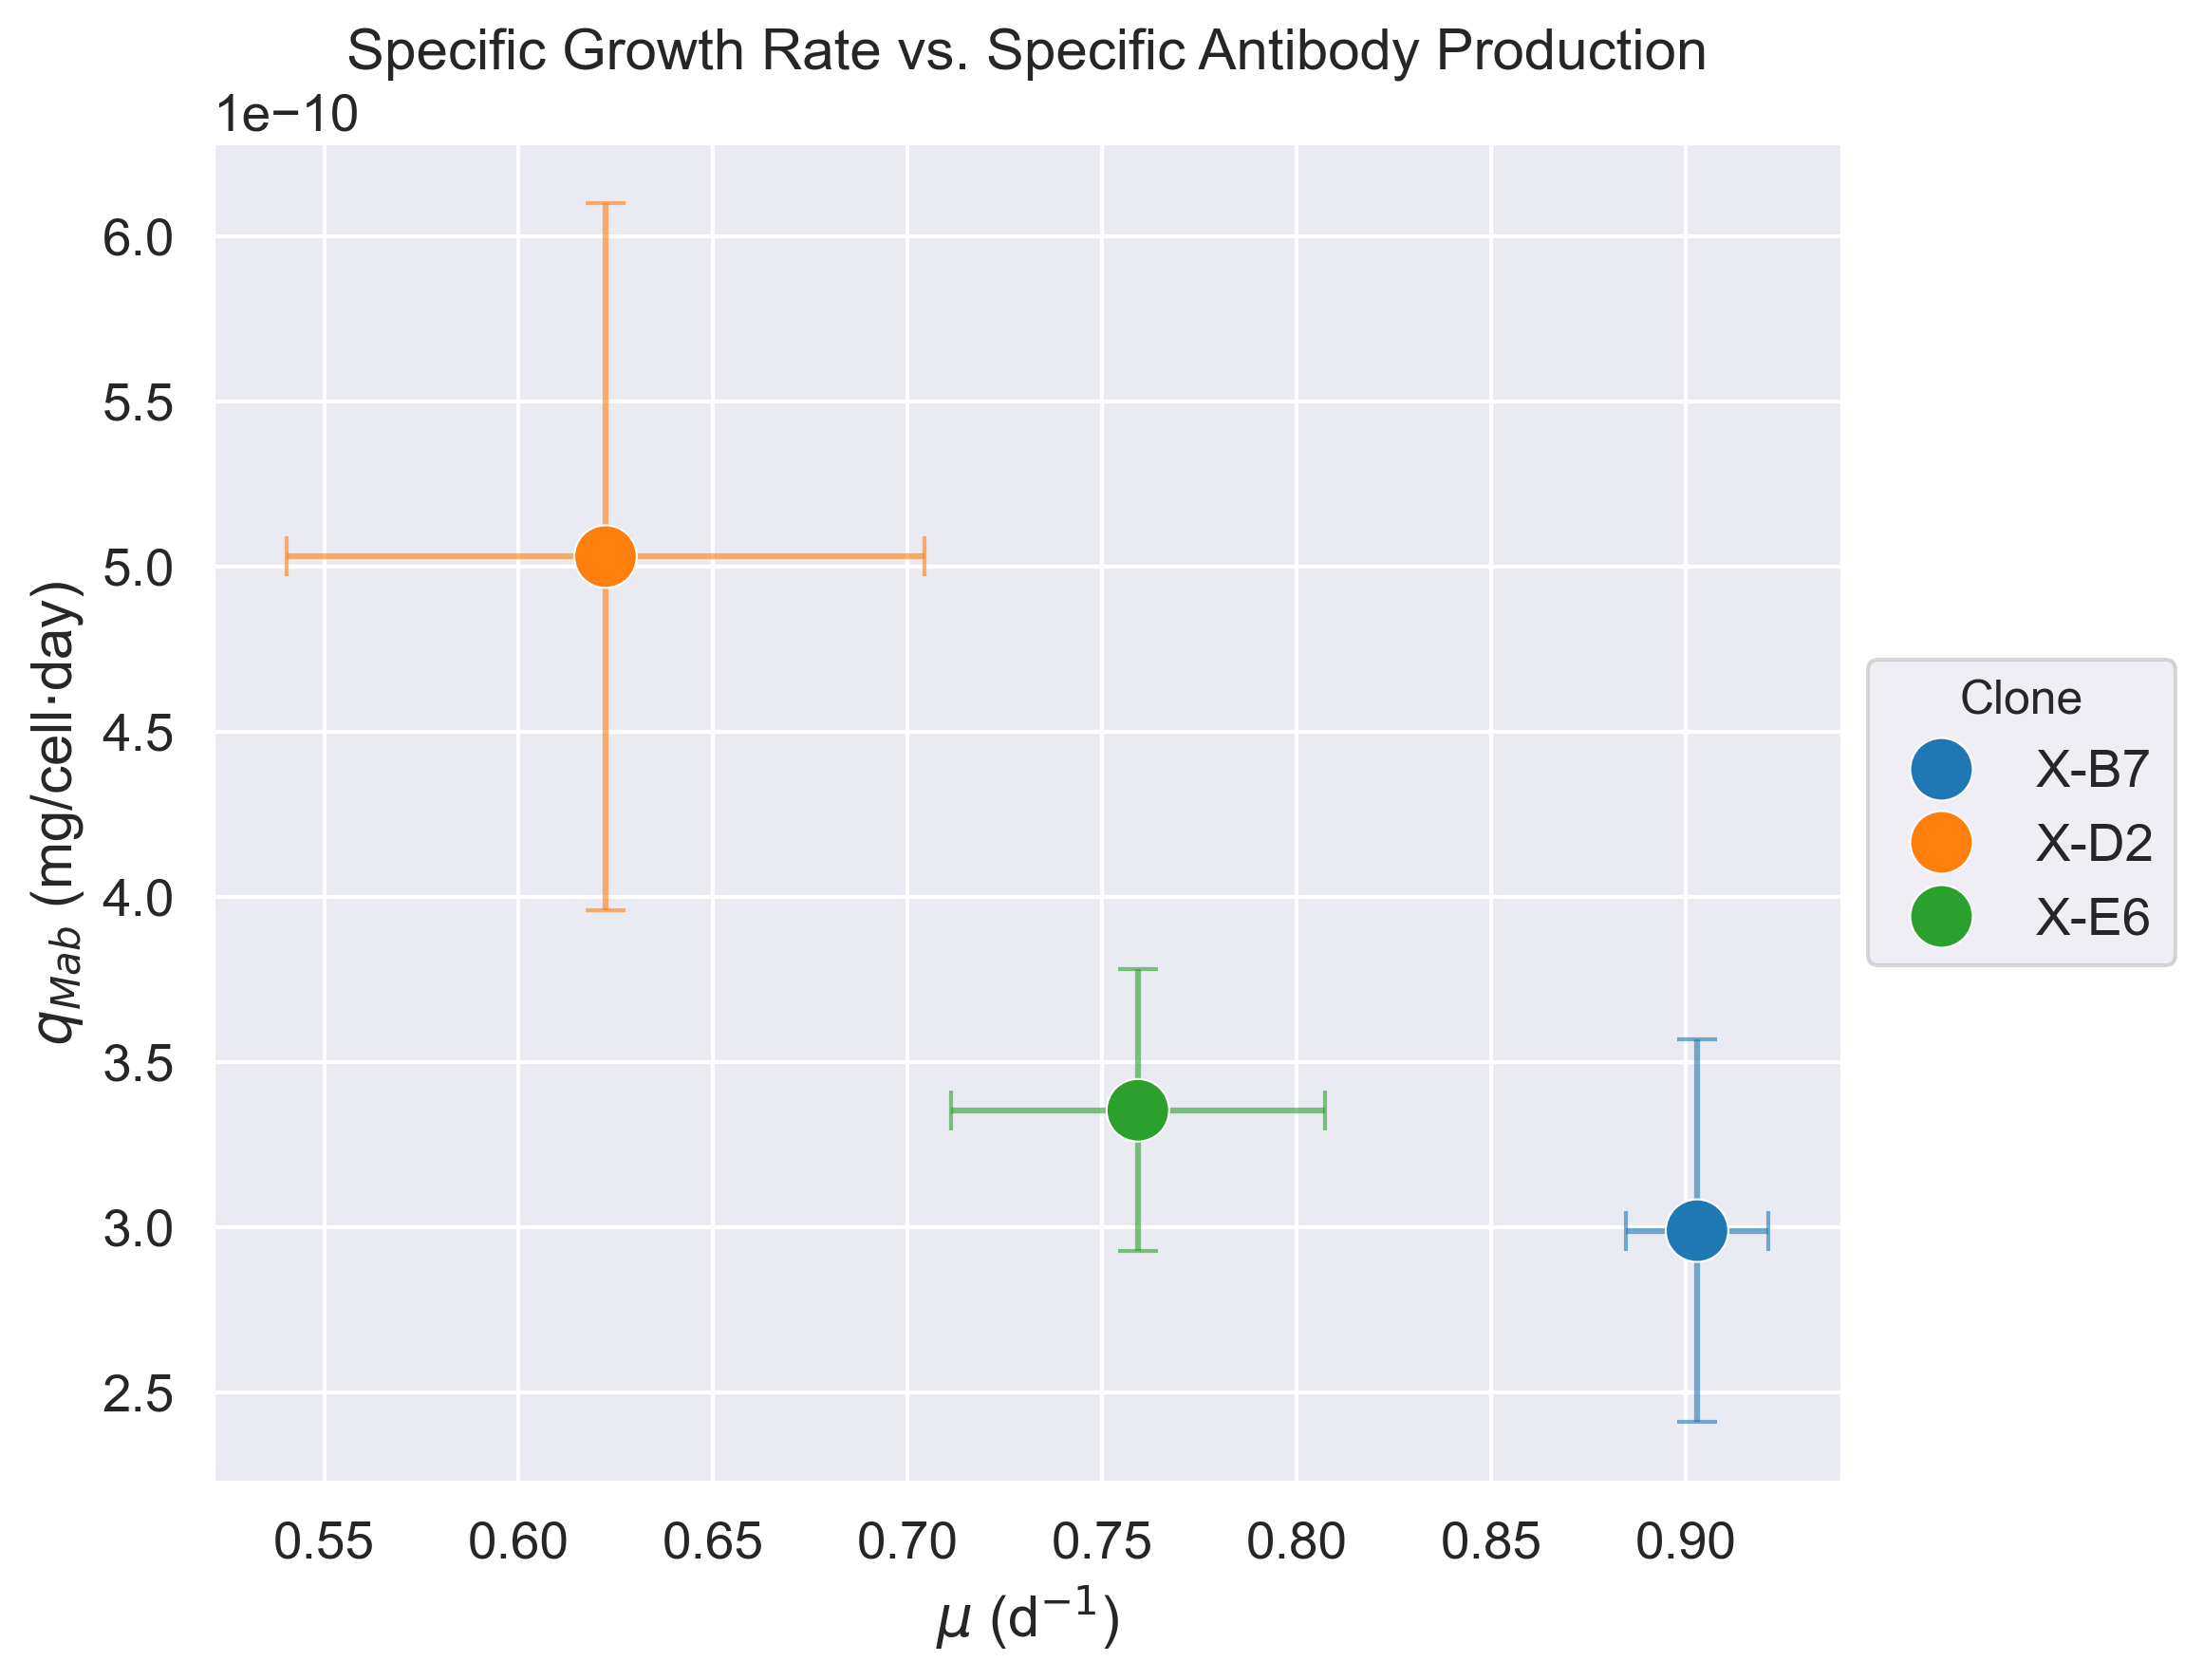 Specific Growth Rate vs. Specific Antibody Production
1e−10
6.0
5.5
5.0
4.5
4.0
3.5
3.0
2.5
q_{Mab} (mg/cell·day)
0.55 0.60 0.65 0.70 0.75 0.80 0.85 0.90
μ (d^{−1})
Clone
X-B7
X-D2
X-E6